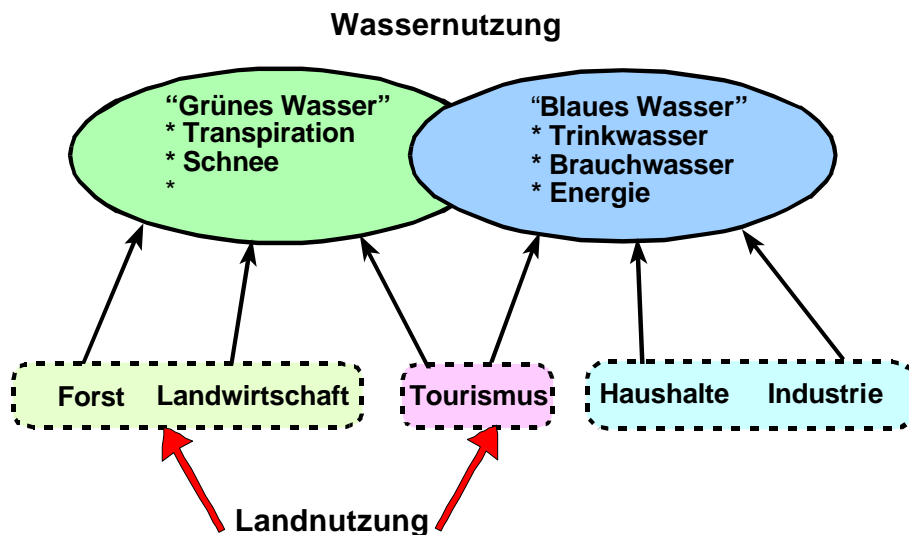 Wassernutzung
“Grünes Wasser”
* Transpiration
* Schnee
*
“Blaues Wasser”
* Trinkwasser
* Brauchwasser
* Energie
Forst
Landwirtschaft
Tourismus
Haushalte
Industrie
Landnutzung